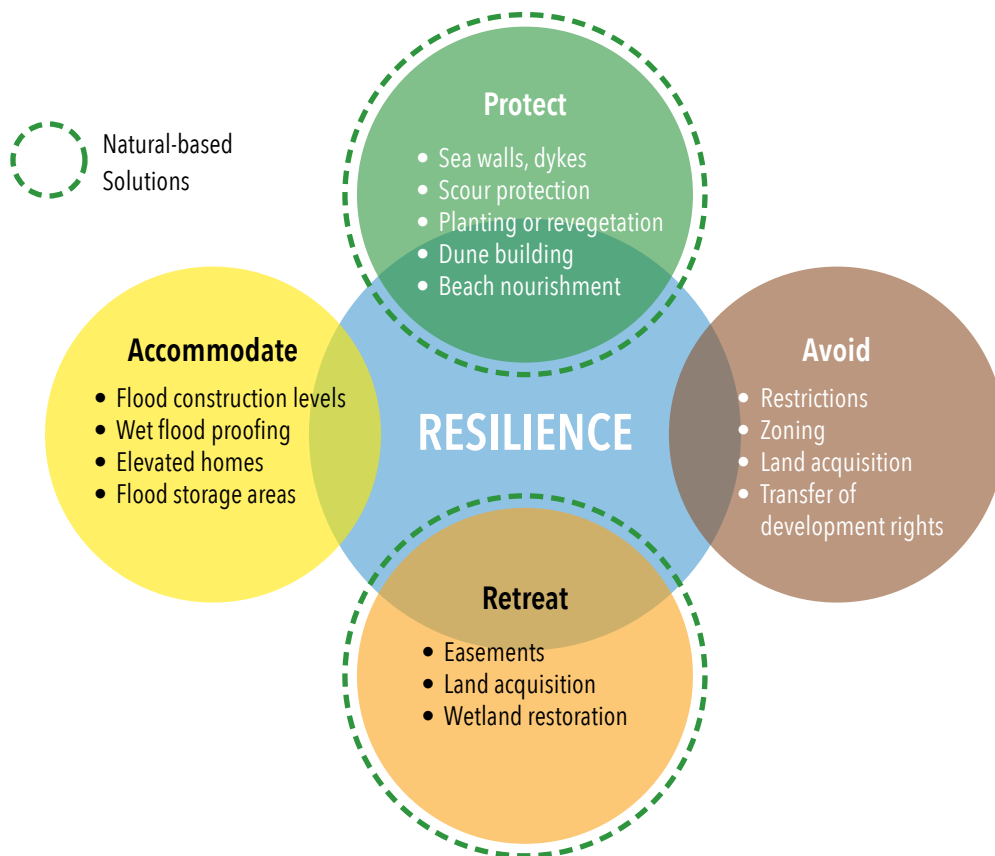 Natural-based
Solutions
Protect
• Sea walls, dykes
• Scour protection
• Planting or revegetation
• Dune building
• Beach nourishment
Accommodate
• Flood construction levels
• Wet flood proofing
• Elevated homes
• Flood storage areas
RESILIENCE
Avoid
• Restrictions
• Zoning
• Land acquisition
• Transfer of
development rights
Retreat
• Easements
• Land acquisition
• Wetland restoration